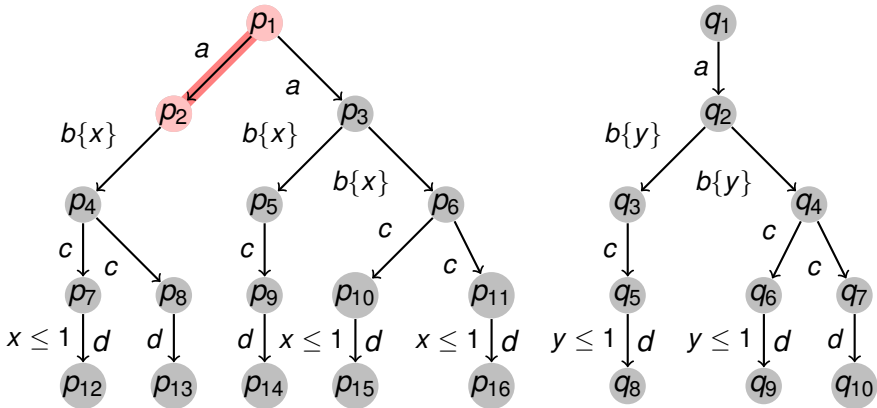 p1 q1
a a a
p2 p3 q2
b{x} b{x} b{x} b{y} b{y}
p4 p5 p6 q3 q4
c c c c c c c c
p7 p8 p9 p10 p11 q5 q6 q7
x ≤ 1 d d d x ≤ 1 d x ≤ 1 d y ≤ 1 d y ≤ 1 d d
p12 p13 p14 p15 p16 q8 q9 q10